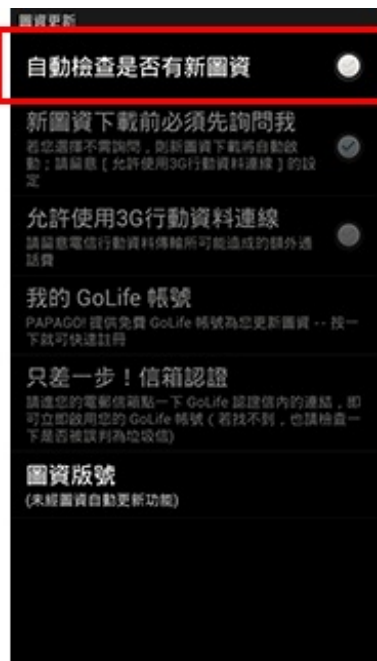 圖資更新
自動檢查是否有新圖資
新圖資下載前必須先詢問我
若您選擇不需詢問，則新圖資下載將自動啟
動；請留意 [ 允許使用3G行動資料連線 ] 的設
定
允許使用3G行動資料連線
請留意電信行動資料傳輸所可能造成的額外通
話費
我的 GoLife 帳號
PAPAGO! 提供免費 GoLife 帳號為您更新圖資 -- 按一
下就可快速註冊
只差一步！信箱認證
請進您的電郵信箱點一下 GoLife 認證信內的連結，即
可立即啟用您的 GoLife 帳號 ( 若找不到，也請檢查一
下是否被誤判為垃圾信)
圖資版號
(未經圖資自動更新功能)